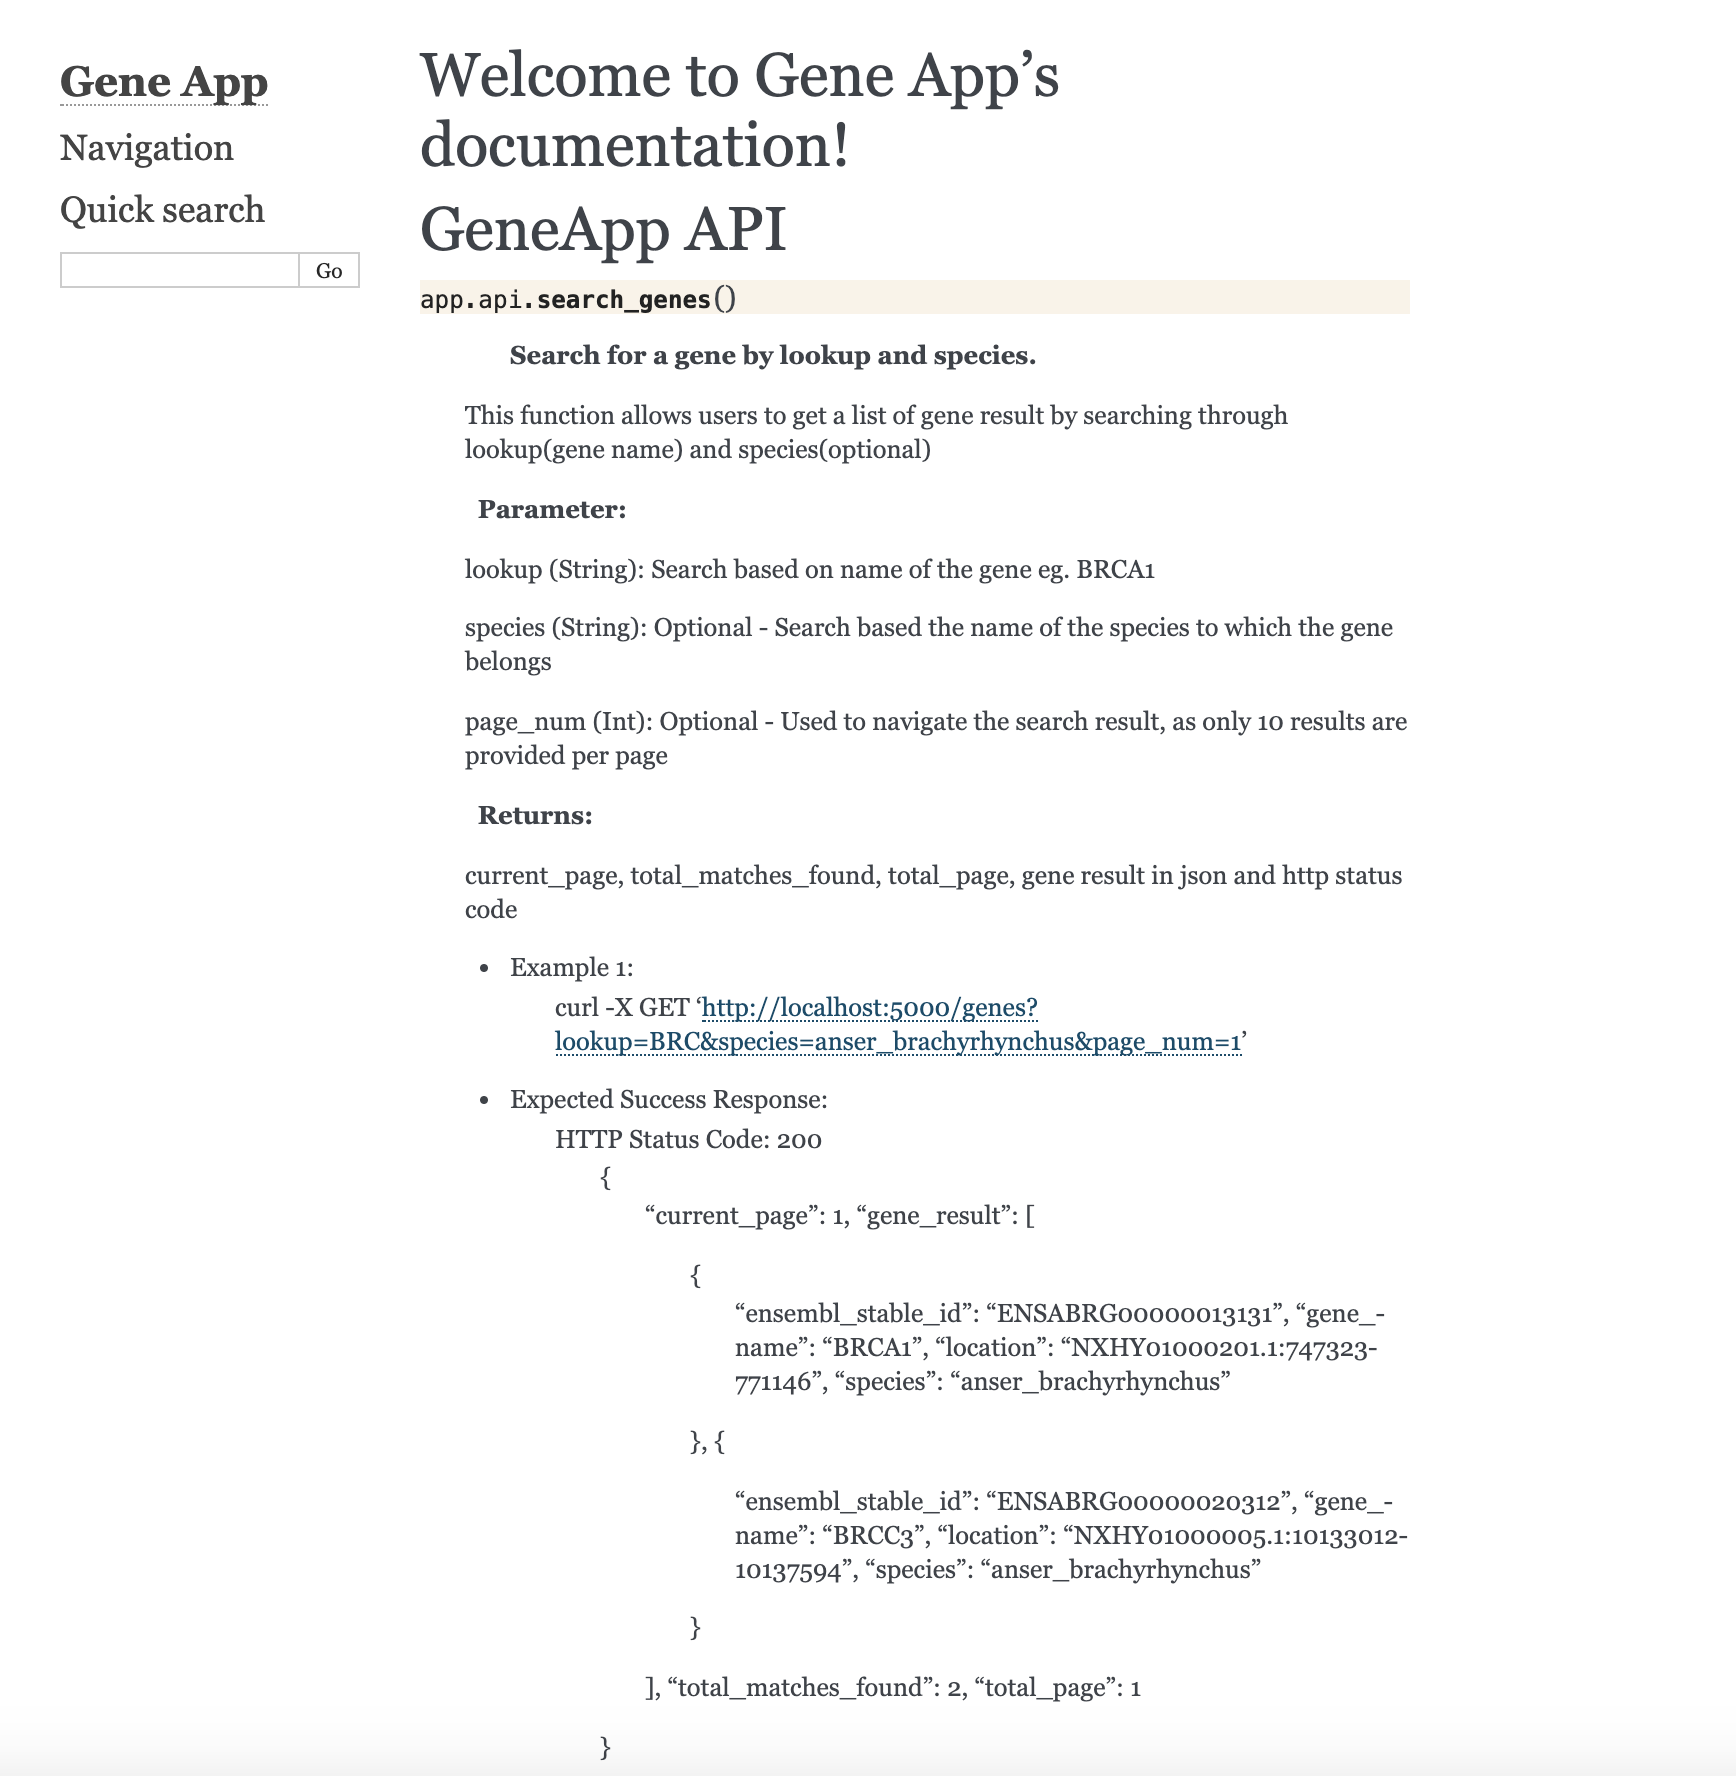 Gene App
Navigation
Quick search
Go
Welcome to Gene App’s
documentation!
GeneApp API
app.api.search_genes()
Search for a gene by lookup and species.
This function allows users to get a list of gene result by searching through
lookup(gene name) and species(optional)
Parameter:
lookup (String): Search based on name of the gene eg. BRCA1
species (String): Optional - Search based the name of the species to which the gene
belongs
page_num (Int): Optional - Used to navigate the search result, as only 10 results are
provided per page
Returns:
current_page, total_matches_found, total_page, gene result in json and http status
code
• Example 1:
curl -X GET ‘http://localhost:5000/genes?
lookup=BRC&species=anser_brachyrhynchus&page_num=1’
• Expected Success Response:
HTTP Status Code: 200
{
“current_page”: 1, “gene_result”: [
{
“ensembl_stable_id”: “ENSABRG00000013131”, “gene_-
name”: “BRCA1”, “location”: “NXHY01000201.1:747323-
771146”, “species”: “anser_brachyrhynchus”
}, {
“ensembl_stable_id”: “ENSABRG00000020312”, “gene_-
name”: “BRCC3”, “location”: “NXHY01000005.1:10133012-
10137594”, “species”: “anser_brachyrhynchus”
}
], “total_matches_found”: 2, “total_page”: 1
}